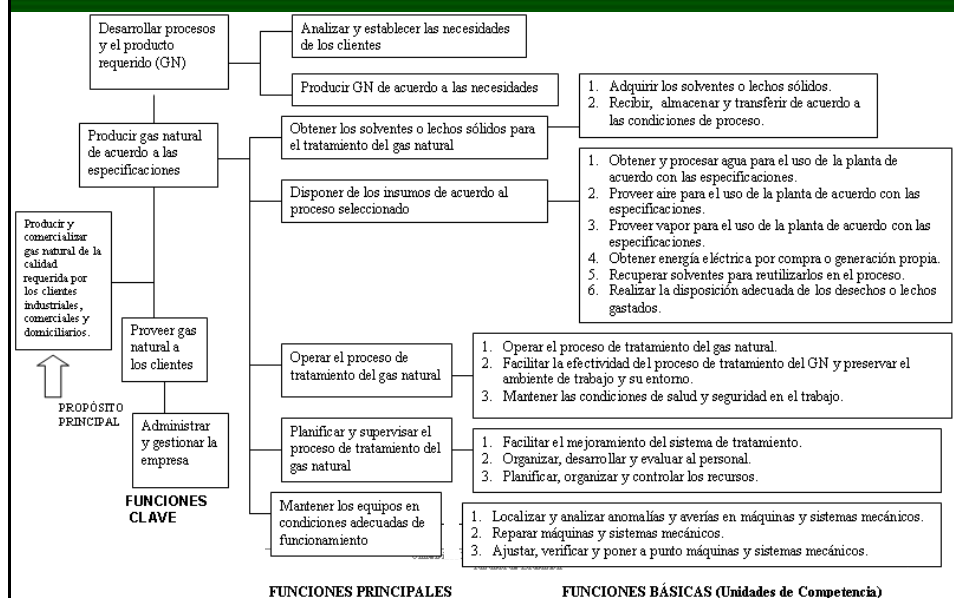 Desarrollar procesos
y el producto
requerido (GN)
Analizar y establecer las necesidades
de los clientes
Producir GN de acuerdo a las necesidades
Producir gas natural
de acuerdo a las
especificaciones
Obtener los solventes o lechos sólidos para
el tratamiento del gas natural
1. Adquirir los solventes o lechos sólidos.
2. Recibir, almacenar y transferir de acuerdo a
las condiciones de proceso.
Disponer de los insumos de acuerdo al
proceso seleccionado
1. Obtener y procesar agua para el uso de la planta de
acuerdo con las especificaciones.
2. Proveer aire para el uso de la planta de acuerdo con las
especificaciones.
3. Proveer vapor para el uso de la planta de acuerdo con las
especificaciones.
4. Obtener energía eléctrica por compra o generación propia.
5. Recuperar solventes para reutilizarlos en el proceso.
6. Realizar la disposición adecuada de los desechos o lechos
gastados.
Producir y
comercializar
gas natural de la
calidad
requerida por
los clientes
industriales,
comerciales y
domiciliarios.
PROPÓSITO
PRINCIPAL
Proveer gas
natural a
los clientes
Administrar
y gestionar la
empresa
FUNCIONES
CLAVE
Operar el proceso de
tratamiento del gas natural
1. Operar el proceso de tratamiento del gas natural.
2. Facilitar la efectividad del proceso de tratamiento del GN y preservar el
ambiente de trabajo y su entorno.
3. Mantener las condiciones de salud y seguridad en el trabajo.
Planificar y supervisar el
proceso de tratamiento del
gas natural
1. Facilitar el mejoramiento del sistema de tratamiento.
2. Organizar, desarrollar y evaluar al personal.
3. Planificar, organizar y controlar los recursos.
Mantener los equipos en
condiciones adecuadas de
funcionamiento
1. Localizar y analizar anomalías y averías en máquinas y sistemas mecánicos.
2. Reparar máquinas y sistemas mecánicos.
3. Ajustar, verificar y poner a punto máquinas y sistemas mecánicos.
FUNCIONES PRINCIPALES
FUNCIONES BÁSICAS (Unidades de Competencia)